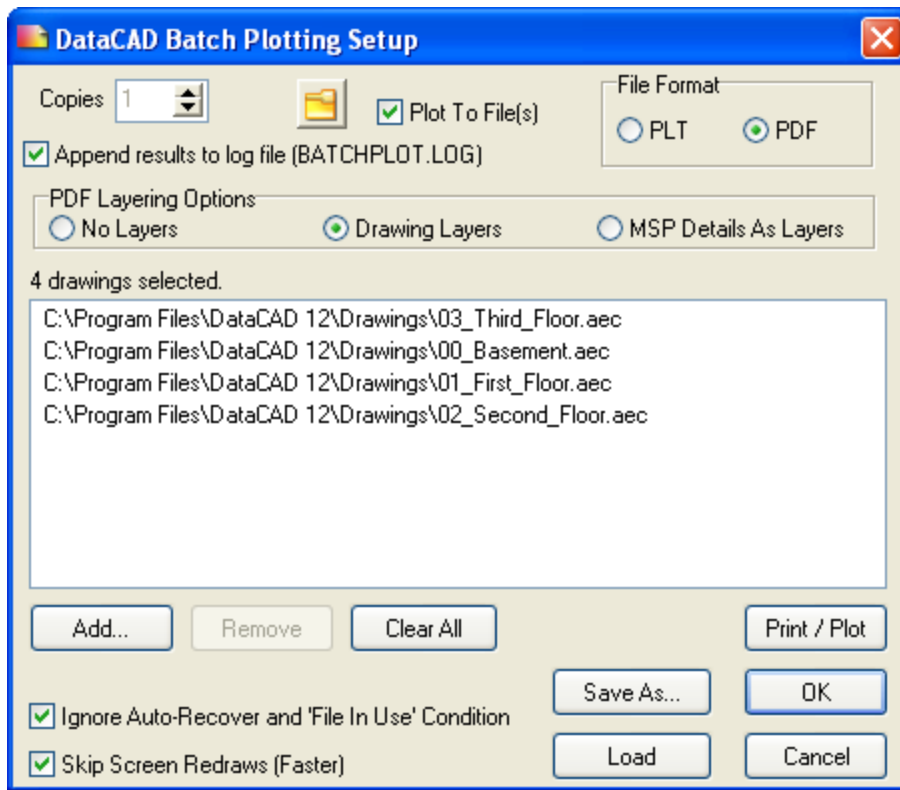 DataCAD Batch Plotting Setup
Copies 1
Plot To File(s)
File Format
PLT PDF
Append results to log file (BATCHPLOT.LOG)
PDF Layering Options
No Layers Drawing Layers MSP Details As Layers
4 drawings selected.
C:\Program Files\DataCAD 12\Drawings\03_Third_Floor.aec
C:\Program Files\DataCAD 12\Drawings\00_Basement.aec
C:\Program Files\DataCAD 12\Drawings\01_First_Floor.aec
C:\Program Files\DataCAD 12\Drawings\02_Second_Floor.aec
Add... Remove Clear All Print / Plot
Save As... OK
Ignore Auto-Recover and 'File In Use' Condition
Skip Screen Redraws (Faster)
Load Cancel